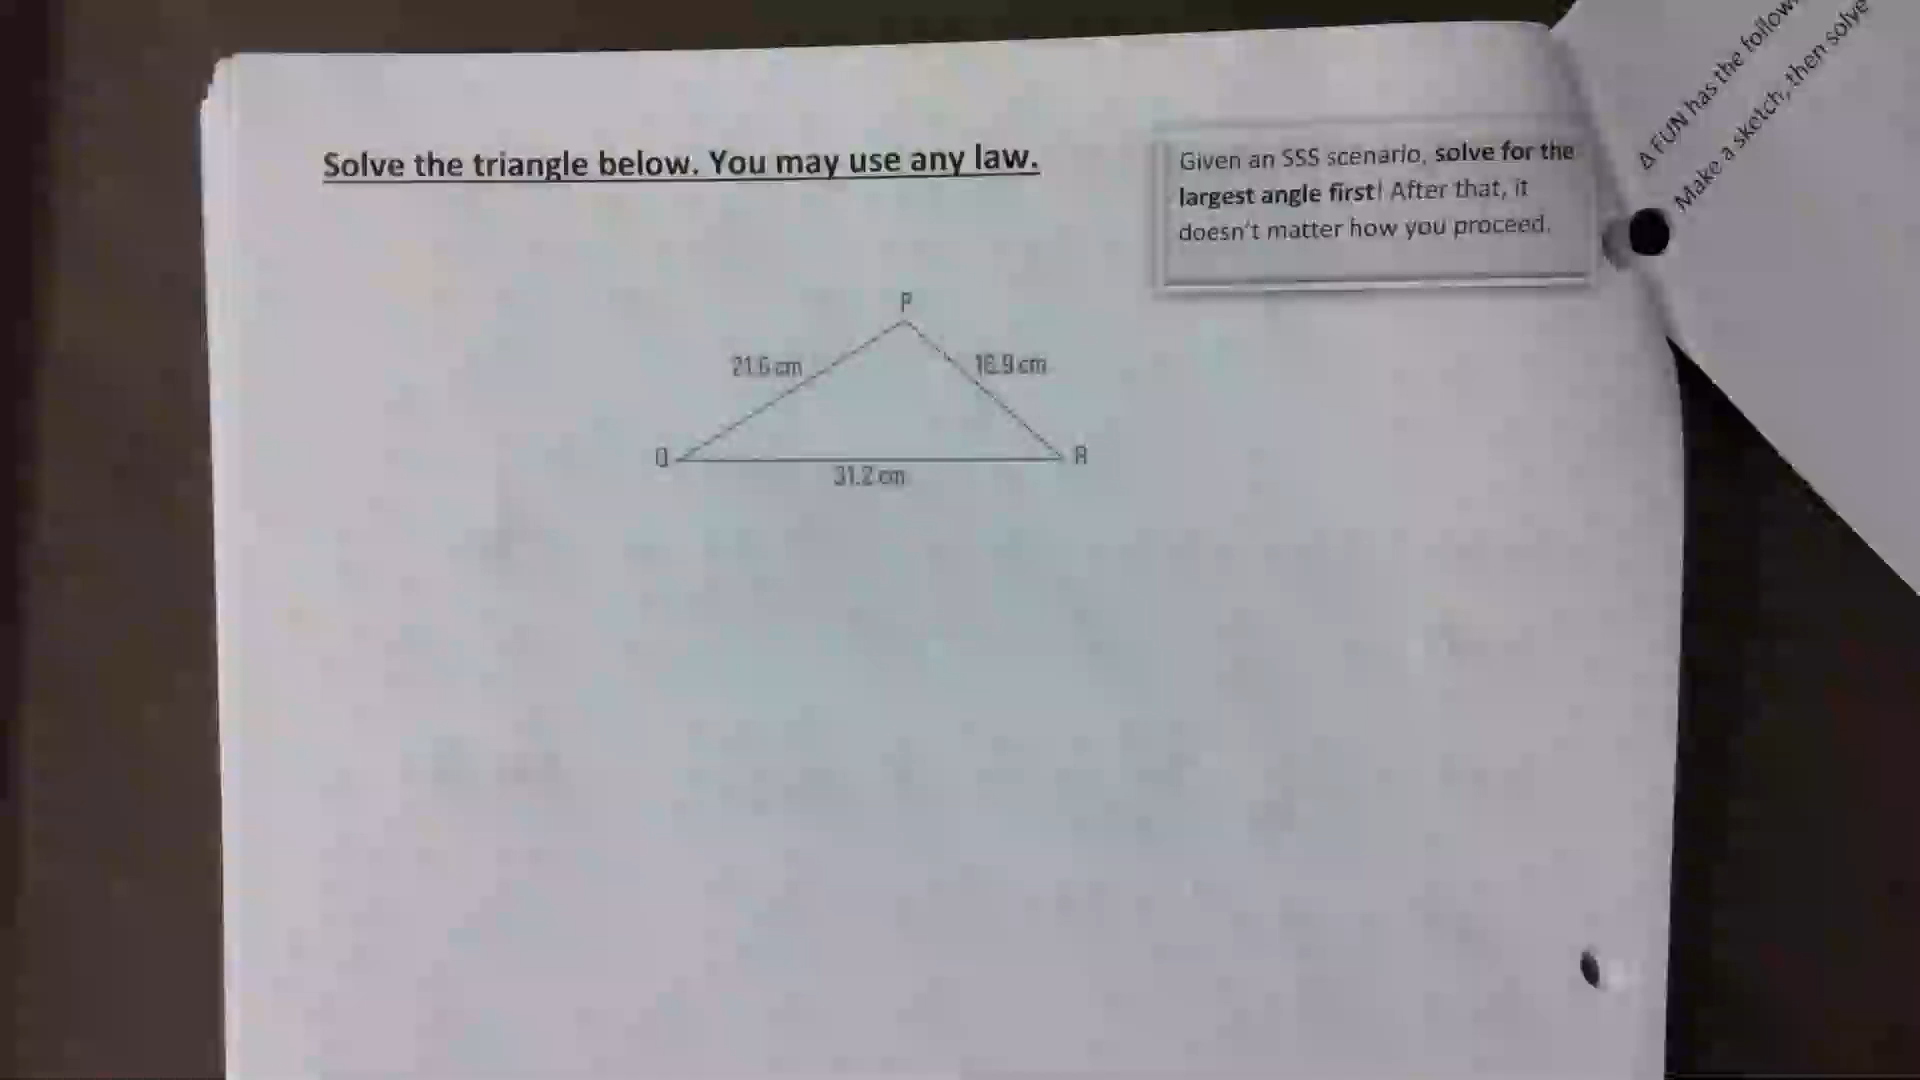 Solve the triangle below. You may use any law.
Given an SSS scenario, solve for the
largest angle first! After that, it
doesn't matter how you proceed.
Δ FUN has the follow
Make a sketch, then solve
P
21.6 cm
16.9 cm
Q
R
31.2 cm